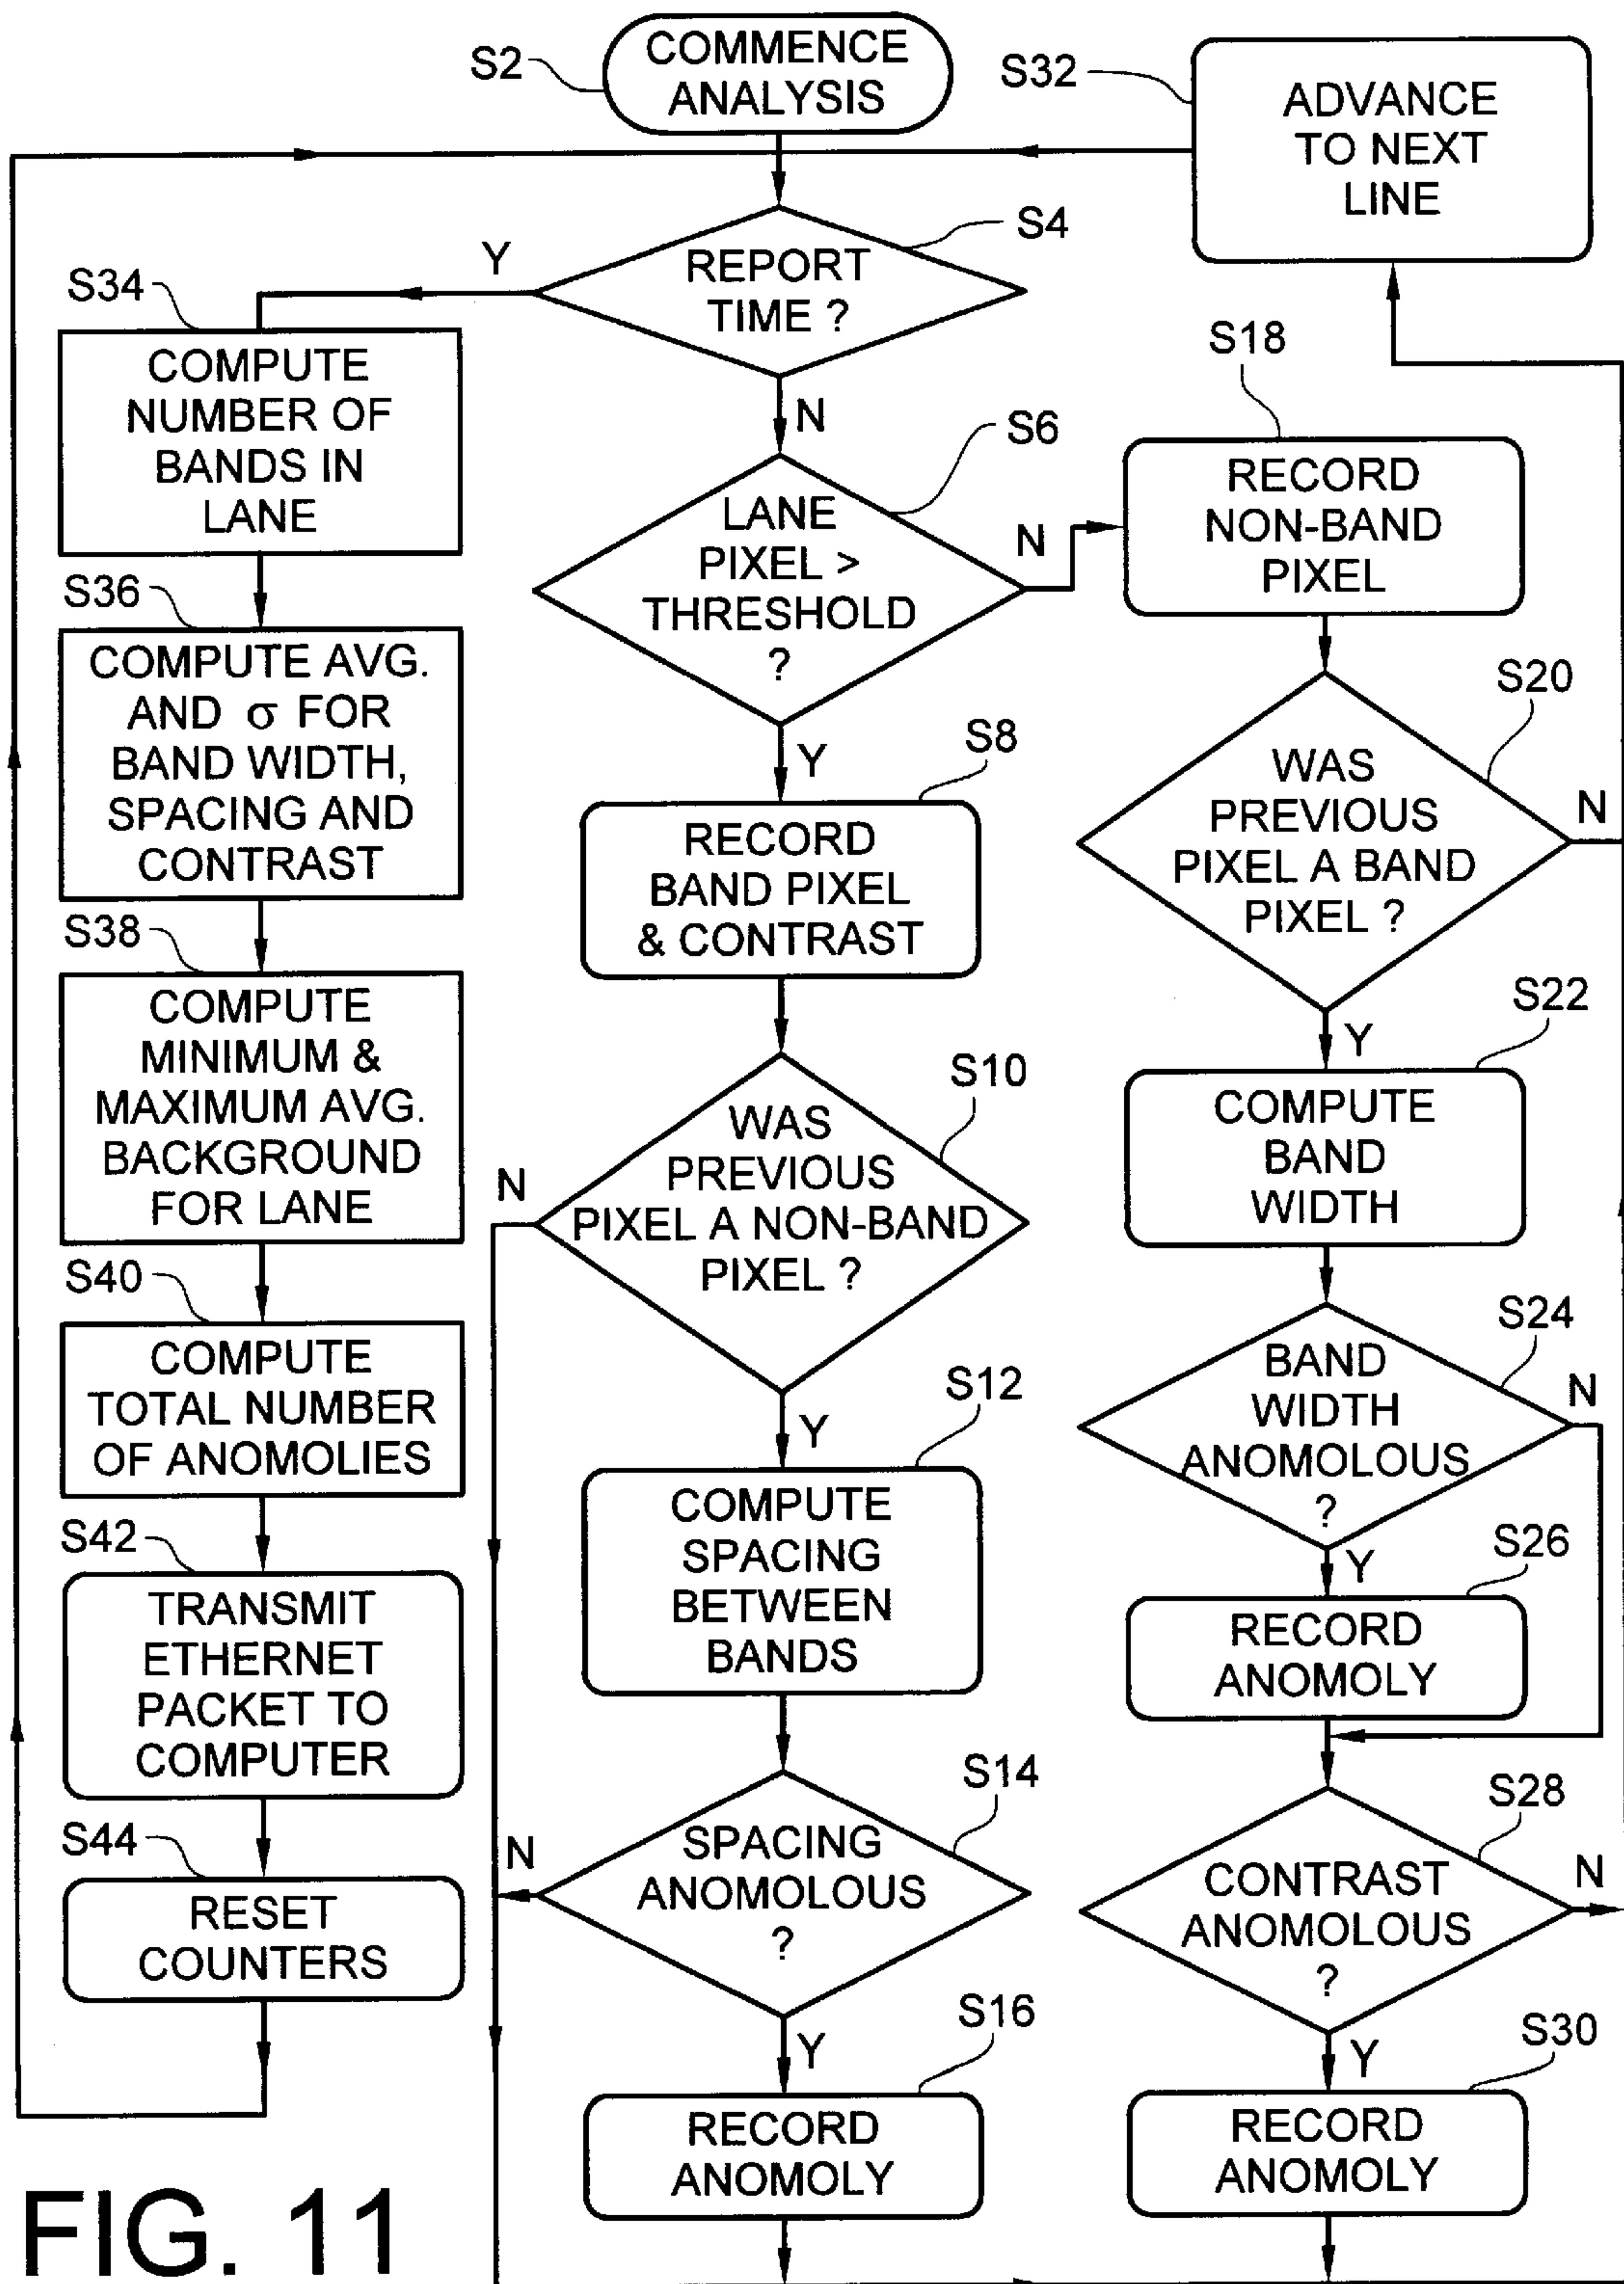 S2
COMMENCE
ANALYSIS
S32
ADVANCE
TO NEXT
LINE
S4
REPORT
TIME ?
Y
N
S34
COMPUTE
NUMBER OF
BANDS IN
LANE
S36
COMPUTE AVG.
AND σ FOR
BAND WIDTH,
SPACING AND
CONTRAST
S38
COMPUTE
MINIMUM &
MAXIMUM AVG.
BACKGROUND
FOR LANE
S40
COMPUTE
TOTAL NUMBER
OF ANOMOLIES
S42
TRANSMIT
ETHERNET
PACKET TO
COMPUTER
S44
RESET
COUNTERS
S6
LANE
PIXEL >
THRESHOLD
?
N
Y
S8
RECORD
BAND PIXEL
& CONTRAST
S10
WAS
PREVIOUS
PIXEL A NON-BAND
PIXEL ?
N
Y
S12
COMPUTE
SPACING
BETWEEN
BANDS
S14
SPACING
ANOMOLOUS
?
N
Y
S16
RECORD
ANOMOLY
S18
RECORD
NON-BAND
PIXEL
S20
WAS
PREVIOUS
PIXEL A BAND
PIXEL ?
N
Y
S22
COMPUTE
BAND
WIDTH
S24
BAND
WIDTH
ANOMOLOUS
?
N
Y
S26
RECORD
ANOMOLY
S28
CONTRAST
ANOMOLOUS
?
N
Y
S30
RECORD
ANOMOLY
FIG. 11